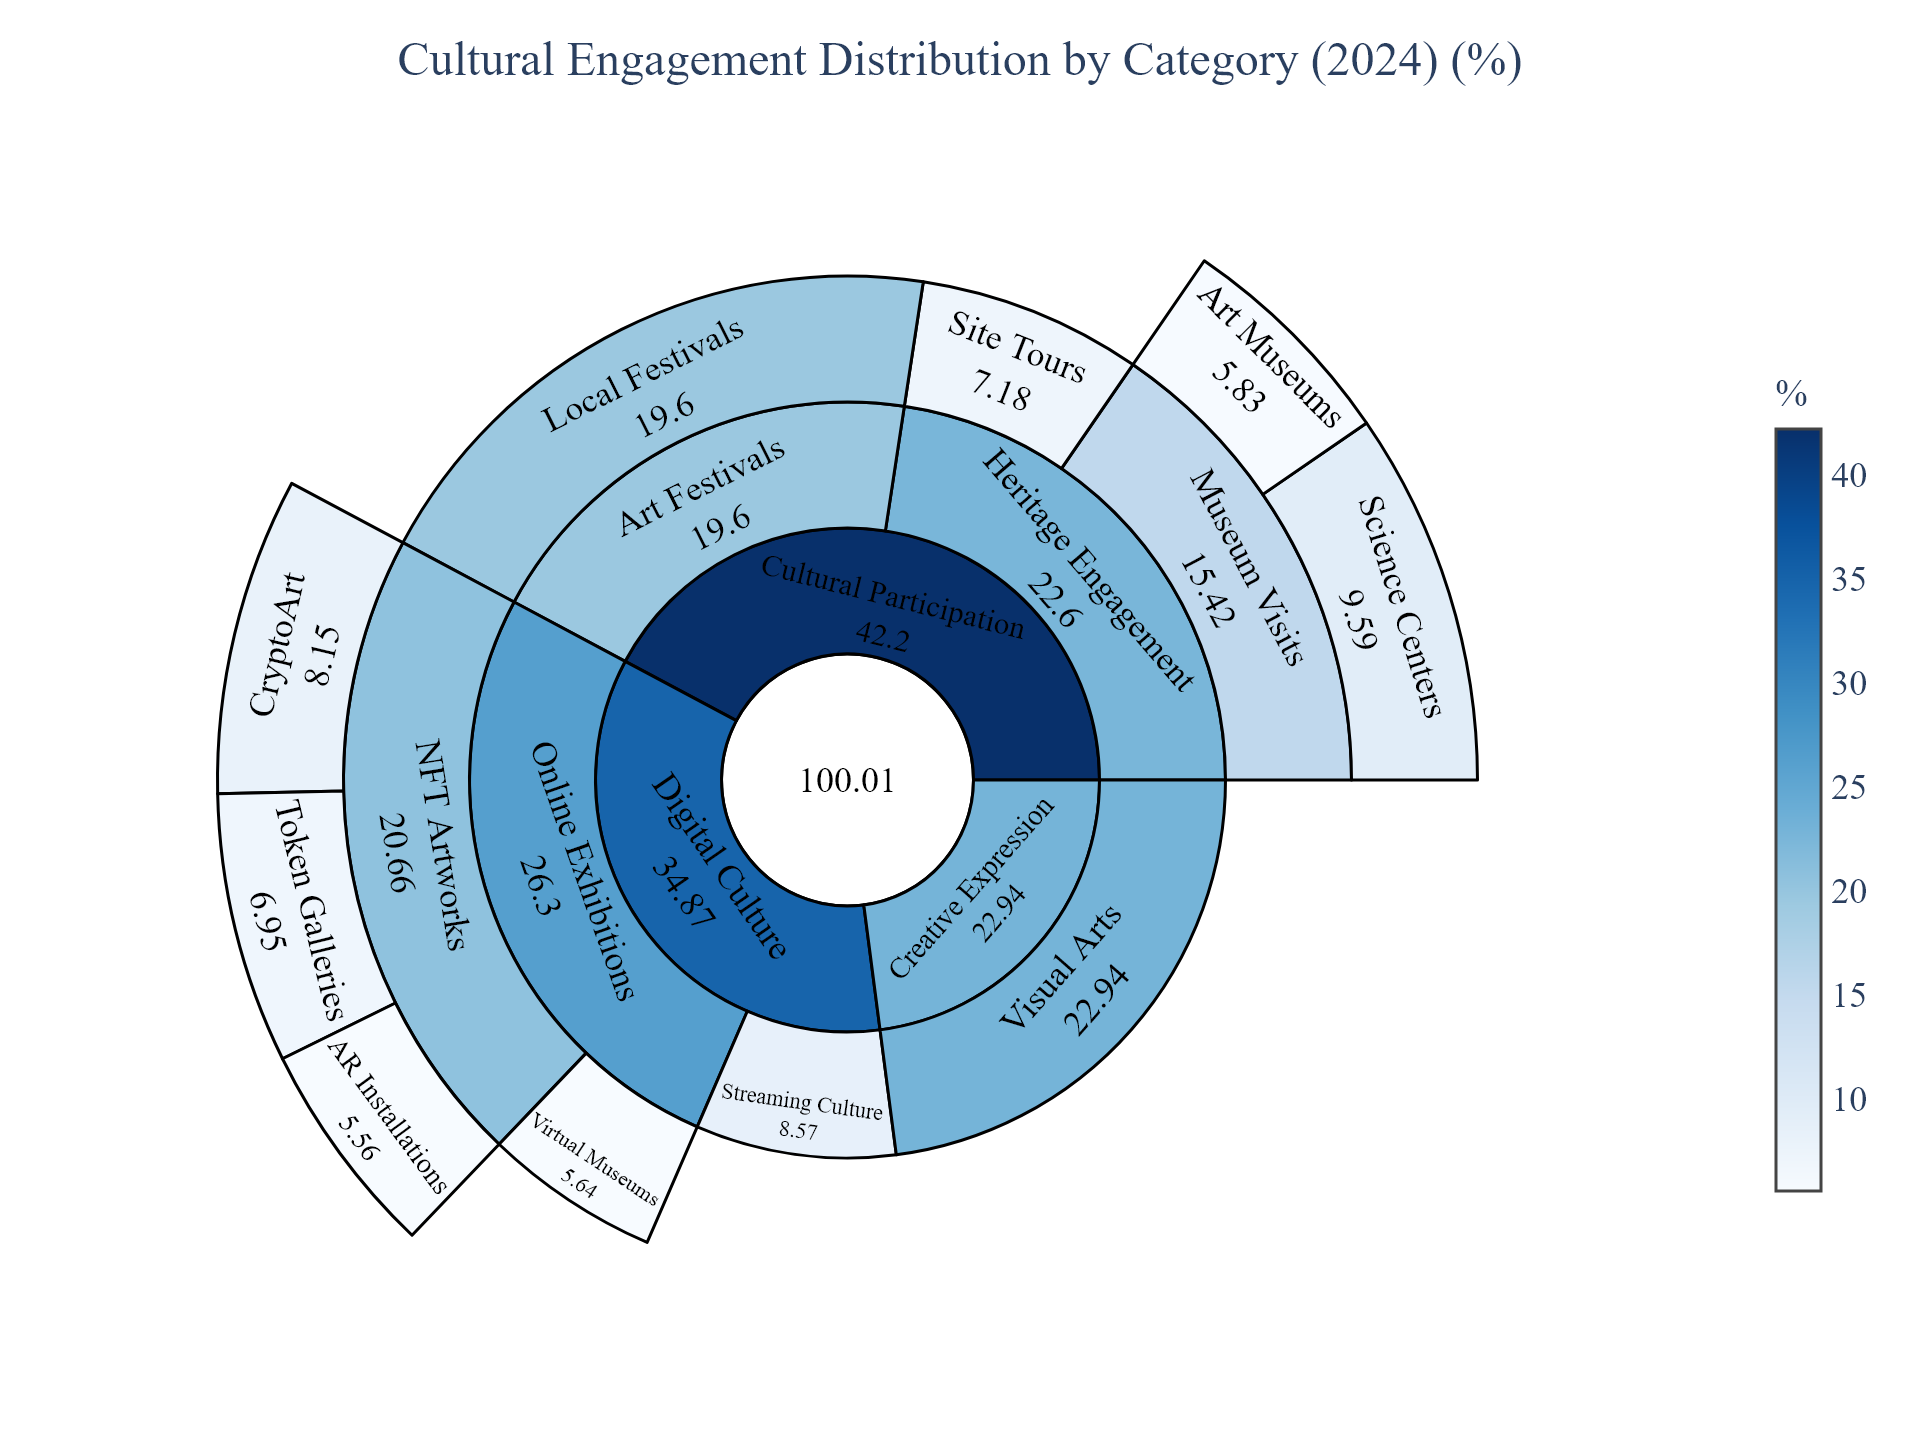 Cultural Engagement Distribution by Category (2024) (%)
Art Museums
5.83
Site Tours
7.18
Local Festivals
19.6
Heritage Engagement
22.6
Museum Visits
15.42
Science Centers
9.59
Art Festivals
19.6
Cultural Participation
42.2
CryptoArt
8.15
NFT Artworks
20.66
Online Exhibitions
26.3
Digital Culture
34.87
100.01
Creative Expression
22.94
Visual Arts
22.94
Token Galleries
6.95
AR Installations
5.56
Virtual Museums
5.64
Streaming Culture
8.57
%
40
35
30
25
20
15
10